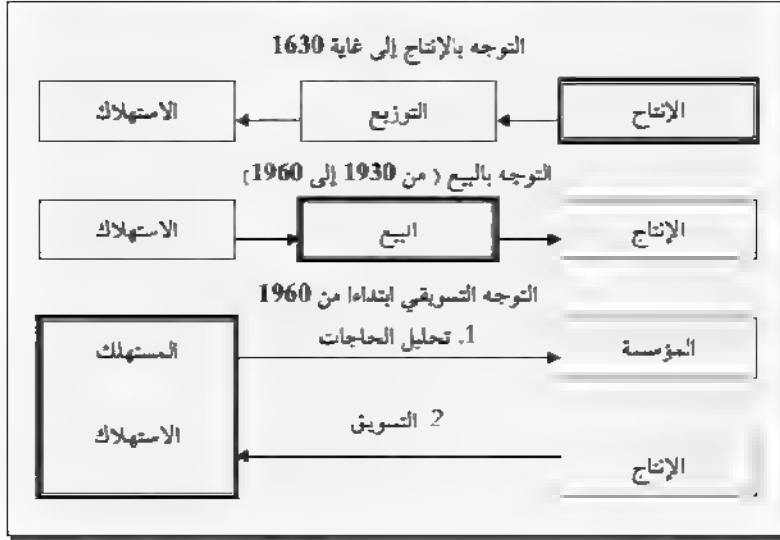 التوجه بالإنتاج إلى غاية 1630
الإنتاج التوزيع الاستهلاك
التوجه بالبيع ( من 1930 إلى 1960)
الإنتاج البيع الاستهلاك
التوجه التسويقي ابتداءا من 1960
المؤسسة 1. تحليل الحاجات المستهلك
2 التسويق الاستهلاك
الإنتاج